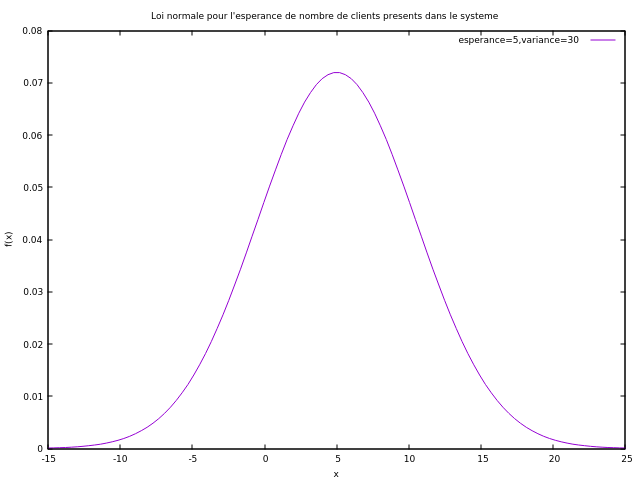 Loi normale pour l'esperance de nombre de clients presents dans le systeme
0.08
esperance=5,variance=30
0.07
0.06
0.05
f(x)
0.04
0.03
0.02
0.01
0
-15 -10 -5 0 5 10 15 20 25
x